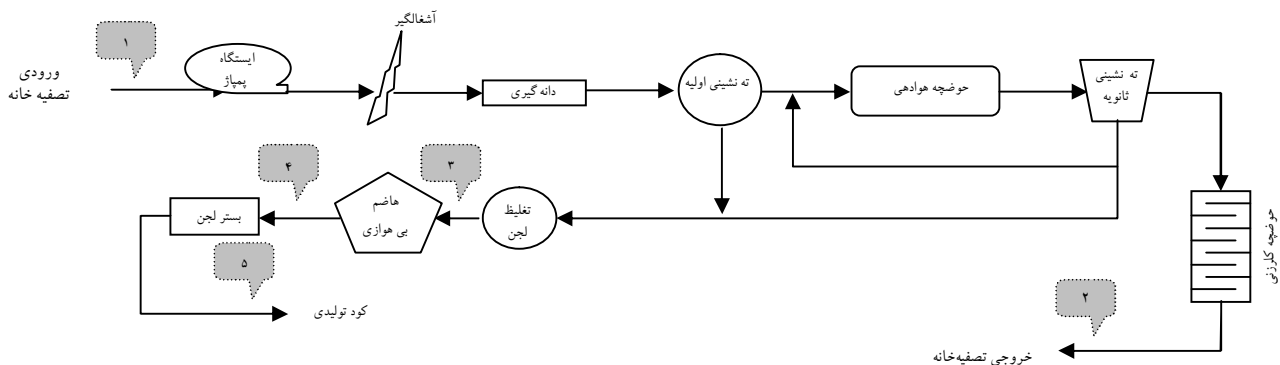 آشغالگیر
۱
ورودی
تصفیه خانه
ایستگاه
پمپاژ
دانه گیری
ته نشینی اولیه
حوضچه هوادهی
ته نشینی
ثانویه
۴
۳
بستر لجن
هاضم
بی هوازی
تغلیظ
لجن
حوضچه کلرزنی
۵
کود تولیدی
۲
خروجی تصفیه‌خانه